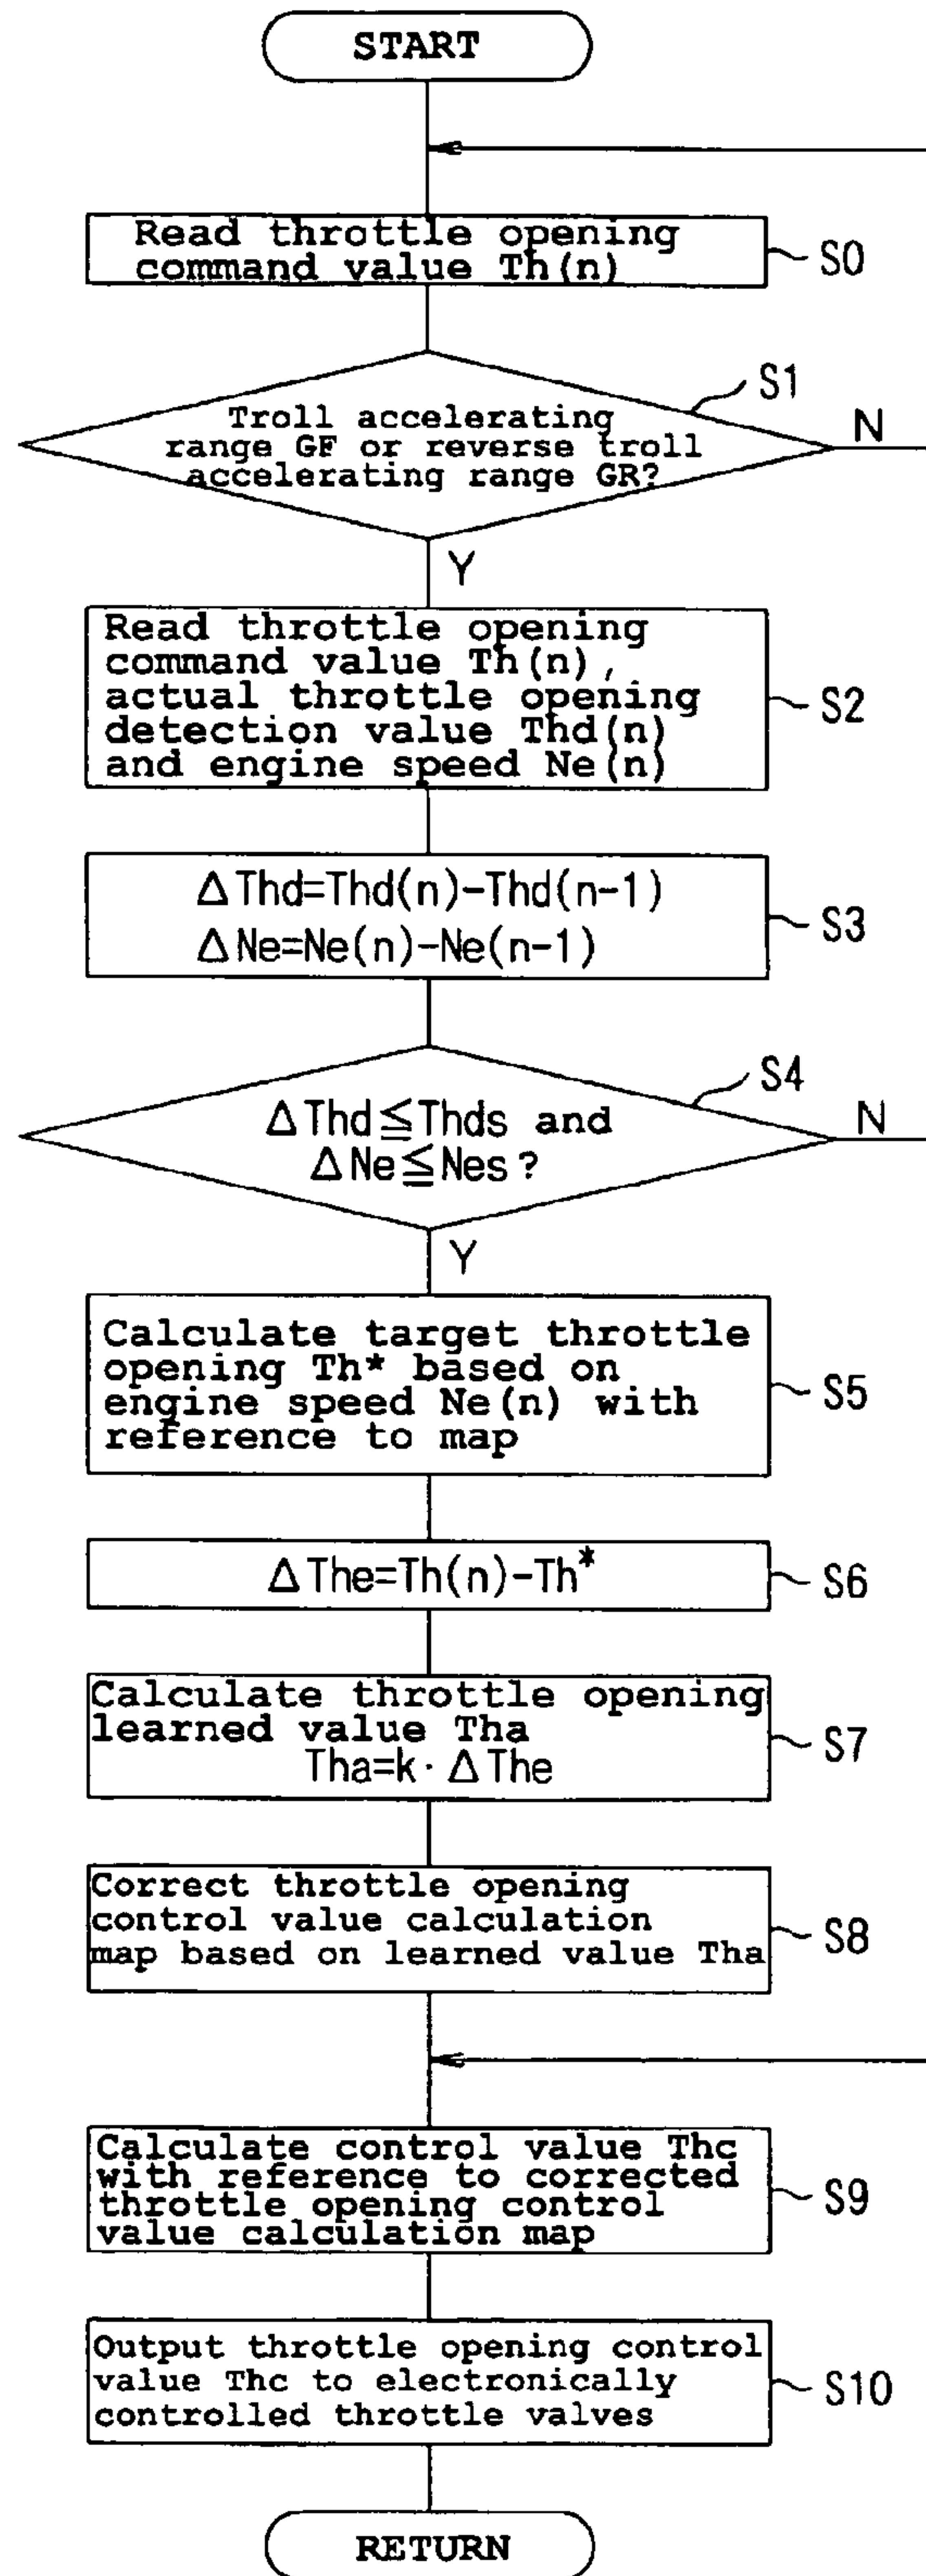 START
Read throttle opening
command value Th(n)
S0
S1
Troll accelerating
range GF or reverse troll
accelerating range GR?
N
Y
Read throttle opening
command value Th(n),
actual throttle opening
detection value Thd(n)
and engine speed Ne(n)
S2
ΔThd=Thd(n)-Thd(n-1)
ΔNe=Ne(n)-Ne(n-1)
S3
S4
ΔThd≦Thds and
ΔNe≦Nes?
N
Y
Calculate target throttle
opening Th* based on
engine speed Ne(n) with
reference to map
S5
ΔThe=Th(n)-Th*
S6
Calculate throttle opening
learned value Tha
Tha=k·ΔThe
S7
Correct throttle opening
control value calculation
map based on learned value Tha
S8
Calculate control value Thc
with reference to corrected
throttle opening control
value calculation map
S9
Output throttle opening control
value Thc to electronically
controlled throttle valves
S10
RETURN